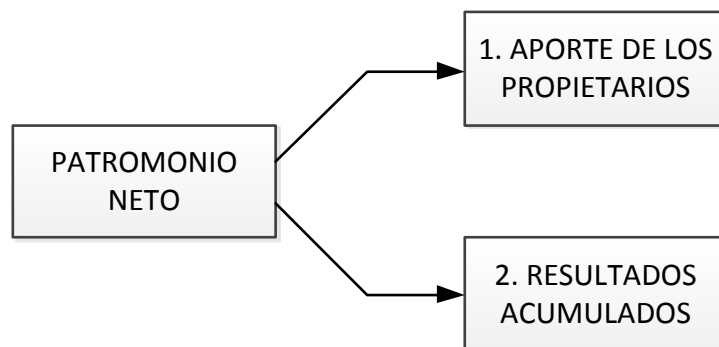 1. APORTE DE LOS
PROPIETARIOS
PATROMONIO
NETO
2. RESULTADOS
ACUMULADOS